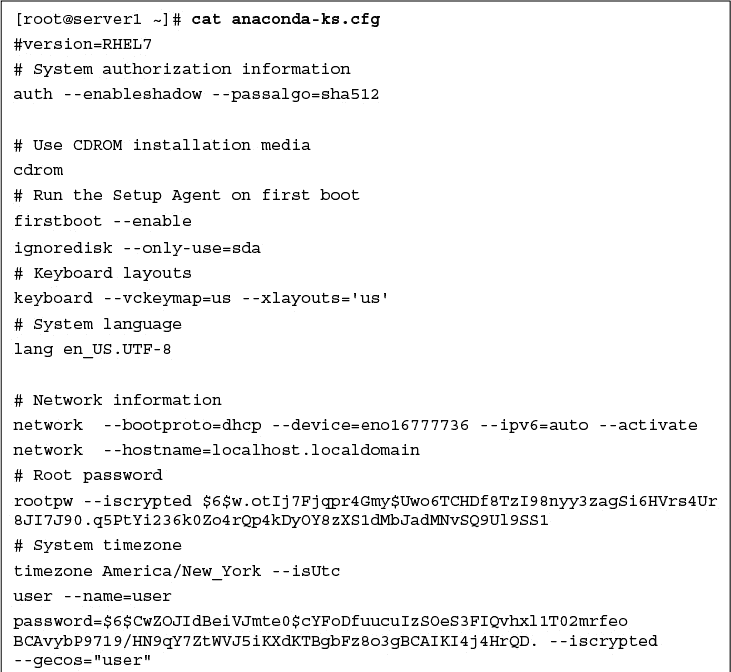 [root@server1 ~]# cat anaconda-ks.cfg
#version=RHEL7
# System authorization information
auth --enableshadow --passalgo=sha512

# Use CDROM installation media
cdrom
# Run the Setup Agent on first boot
firstboot --enable
ignoredisk --only-use=sda
# Keyboard layouts
keyboard --vckeymap=us --xlayouts='us'
# System language
lang en_US.UTF-8

# Network information
network  --bootproto=dhcp --device=eno16777736 --ipv6=auto --activate
network  --hostname=localhost.localdomain
# Root password
rootpw --iscrypted $6$w.otIj7Fjqpr4Gmy$Uwo6TCHDf8TzI98nyy3zagSi6HVrs4Ur
8JI7J90.q5PtYi236k0Zo4rQp4kDyOY8zXS1dMbJadMNvSQ9Ul9SS1
# System timezone
timezone America/New_York --isUtc
user --name=user
password=$6$CwZOJIdBeiVJmte0$cYFoDfuucuIzSOeS3FIQvhxl1T02mrfeo
BCAvybP9719/HN9qY7ZtWVJ5iKXdKTBgbFz8o3gBCAIKI4j4HrQD. --iscrypted
--gecos="user"